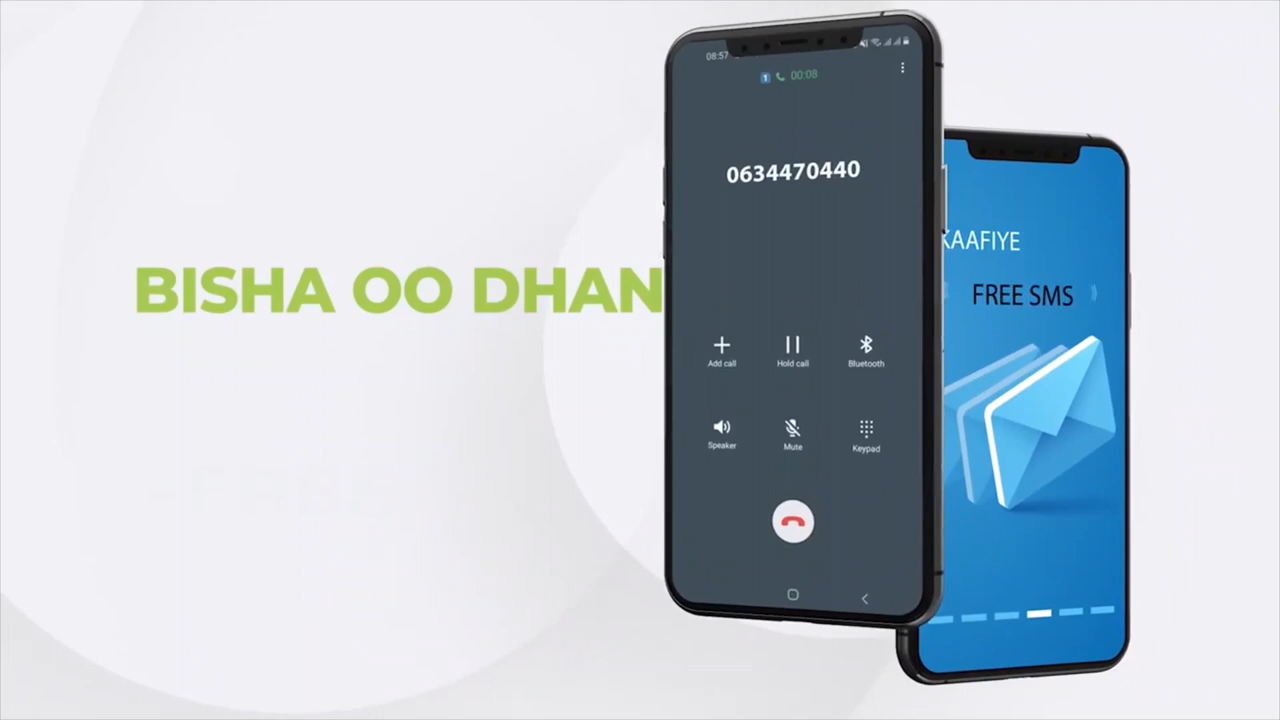 BISHA OO DHAN
08:57
1 00:08
0634470440
Add call
Hold call
Bluetooth
Speaker
Mute
Keypad
KAAFIYE
FREE SMS